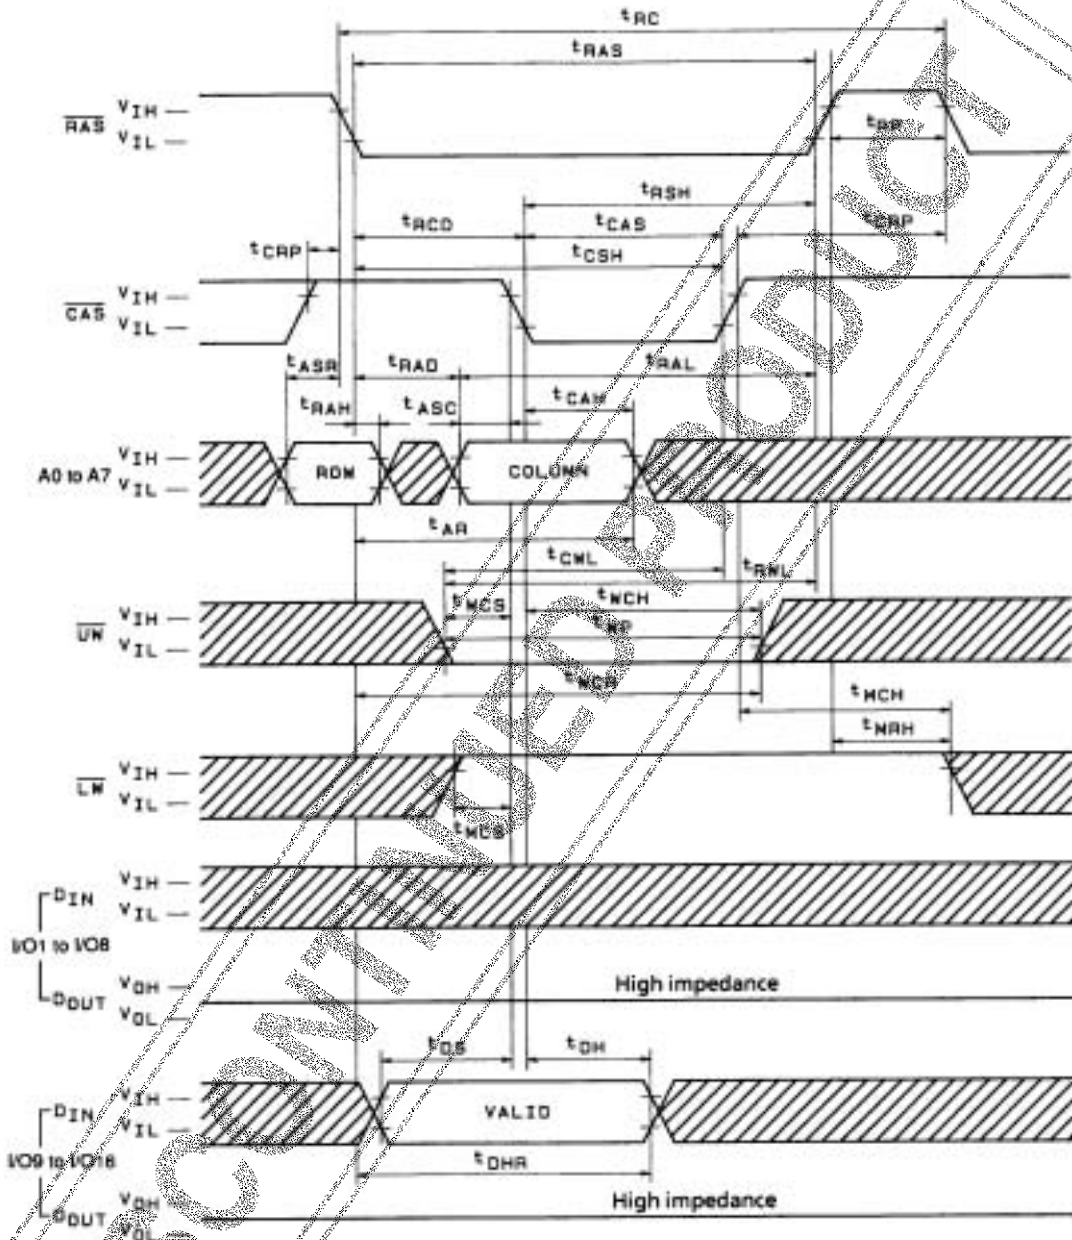 tRC
tRAS
RAS VIH
VIL
tRP
tRSH
tRCD tCAS tCRP
tCRP tCSH
CAS VIH
VIL
tASR tRAD tRAL
tRAH tASC tCAH
A0 to A7 VIH
VIL
ROW COLUMN
tAR
tCWL
tRWL
tWCS tWCH
UW VIH
VIL
tWP
tWCR
tWCH
tWRH
LW VIH
VIL
tWCS
DIN VIH
VIL
I/O1 to I/O8
DOUT VOH
VOL
High impedance
tDS tDH
DIN VIH
VIL
VALID
I/O9 to I/O16
tDHR
DOUT VOH
VOL
High impedance
DISCONTINUED PRODUCT